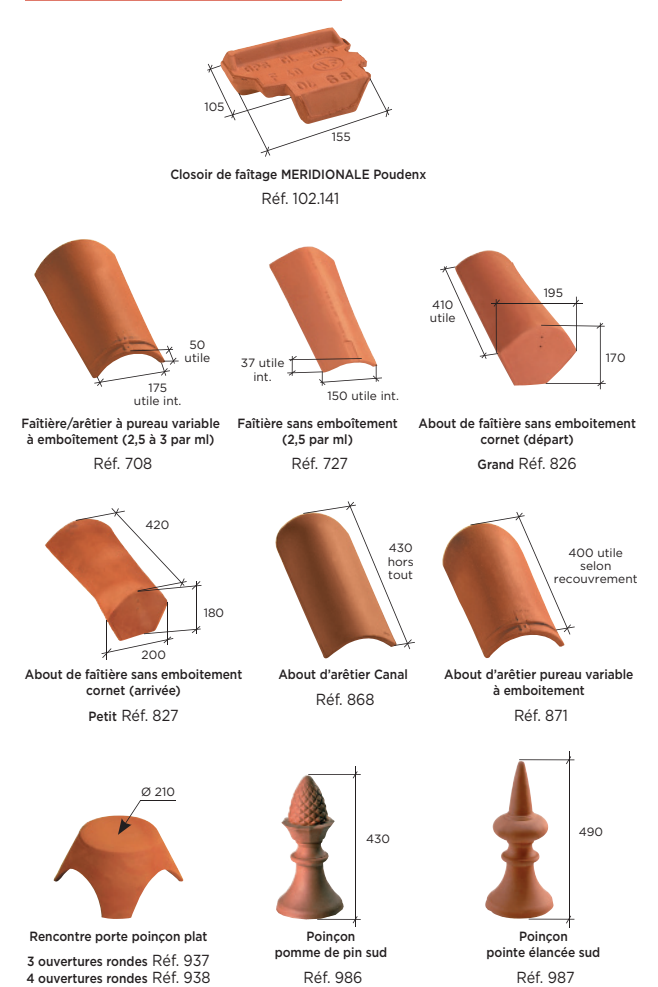 105
155
Closoir de faîtage MERIDIONALE Poudenx
Réf. 102.141
50
utile
175
utile int.
Faîtière/arêtier à pureau variable
à emboîtement (2,5 à 3 par ml)
Réf. 708
37 utile
int.
150 utile int.
Faîtière sans emboîtement
(2,5 par ml)
Réf. 727
410
utile
195
170
About de faîtière sans emboitement
cornet (départ)
Grand Réf. 826
420
180
200
About de faîtière sans emboitement
cornet (arrivée)
Petit Réf. 827
430
hors
tout
About d'arêtier Canal
Réf. 868
400 utile
selon
recouvrement
About d'arêtier pureau variable
à emboitement
Réf. 871
Ø 210
Rencontre porte poinçon plat
3 ouvertures rondes Réf. 937
4 ouvertures rondes Réf. 938
430
Poinçon
pomme de pin sud
Réf. 986
490
Poinçon
pointe élancée sud
Réf. 987